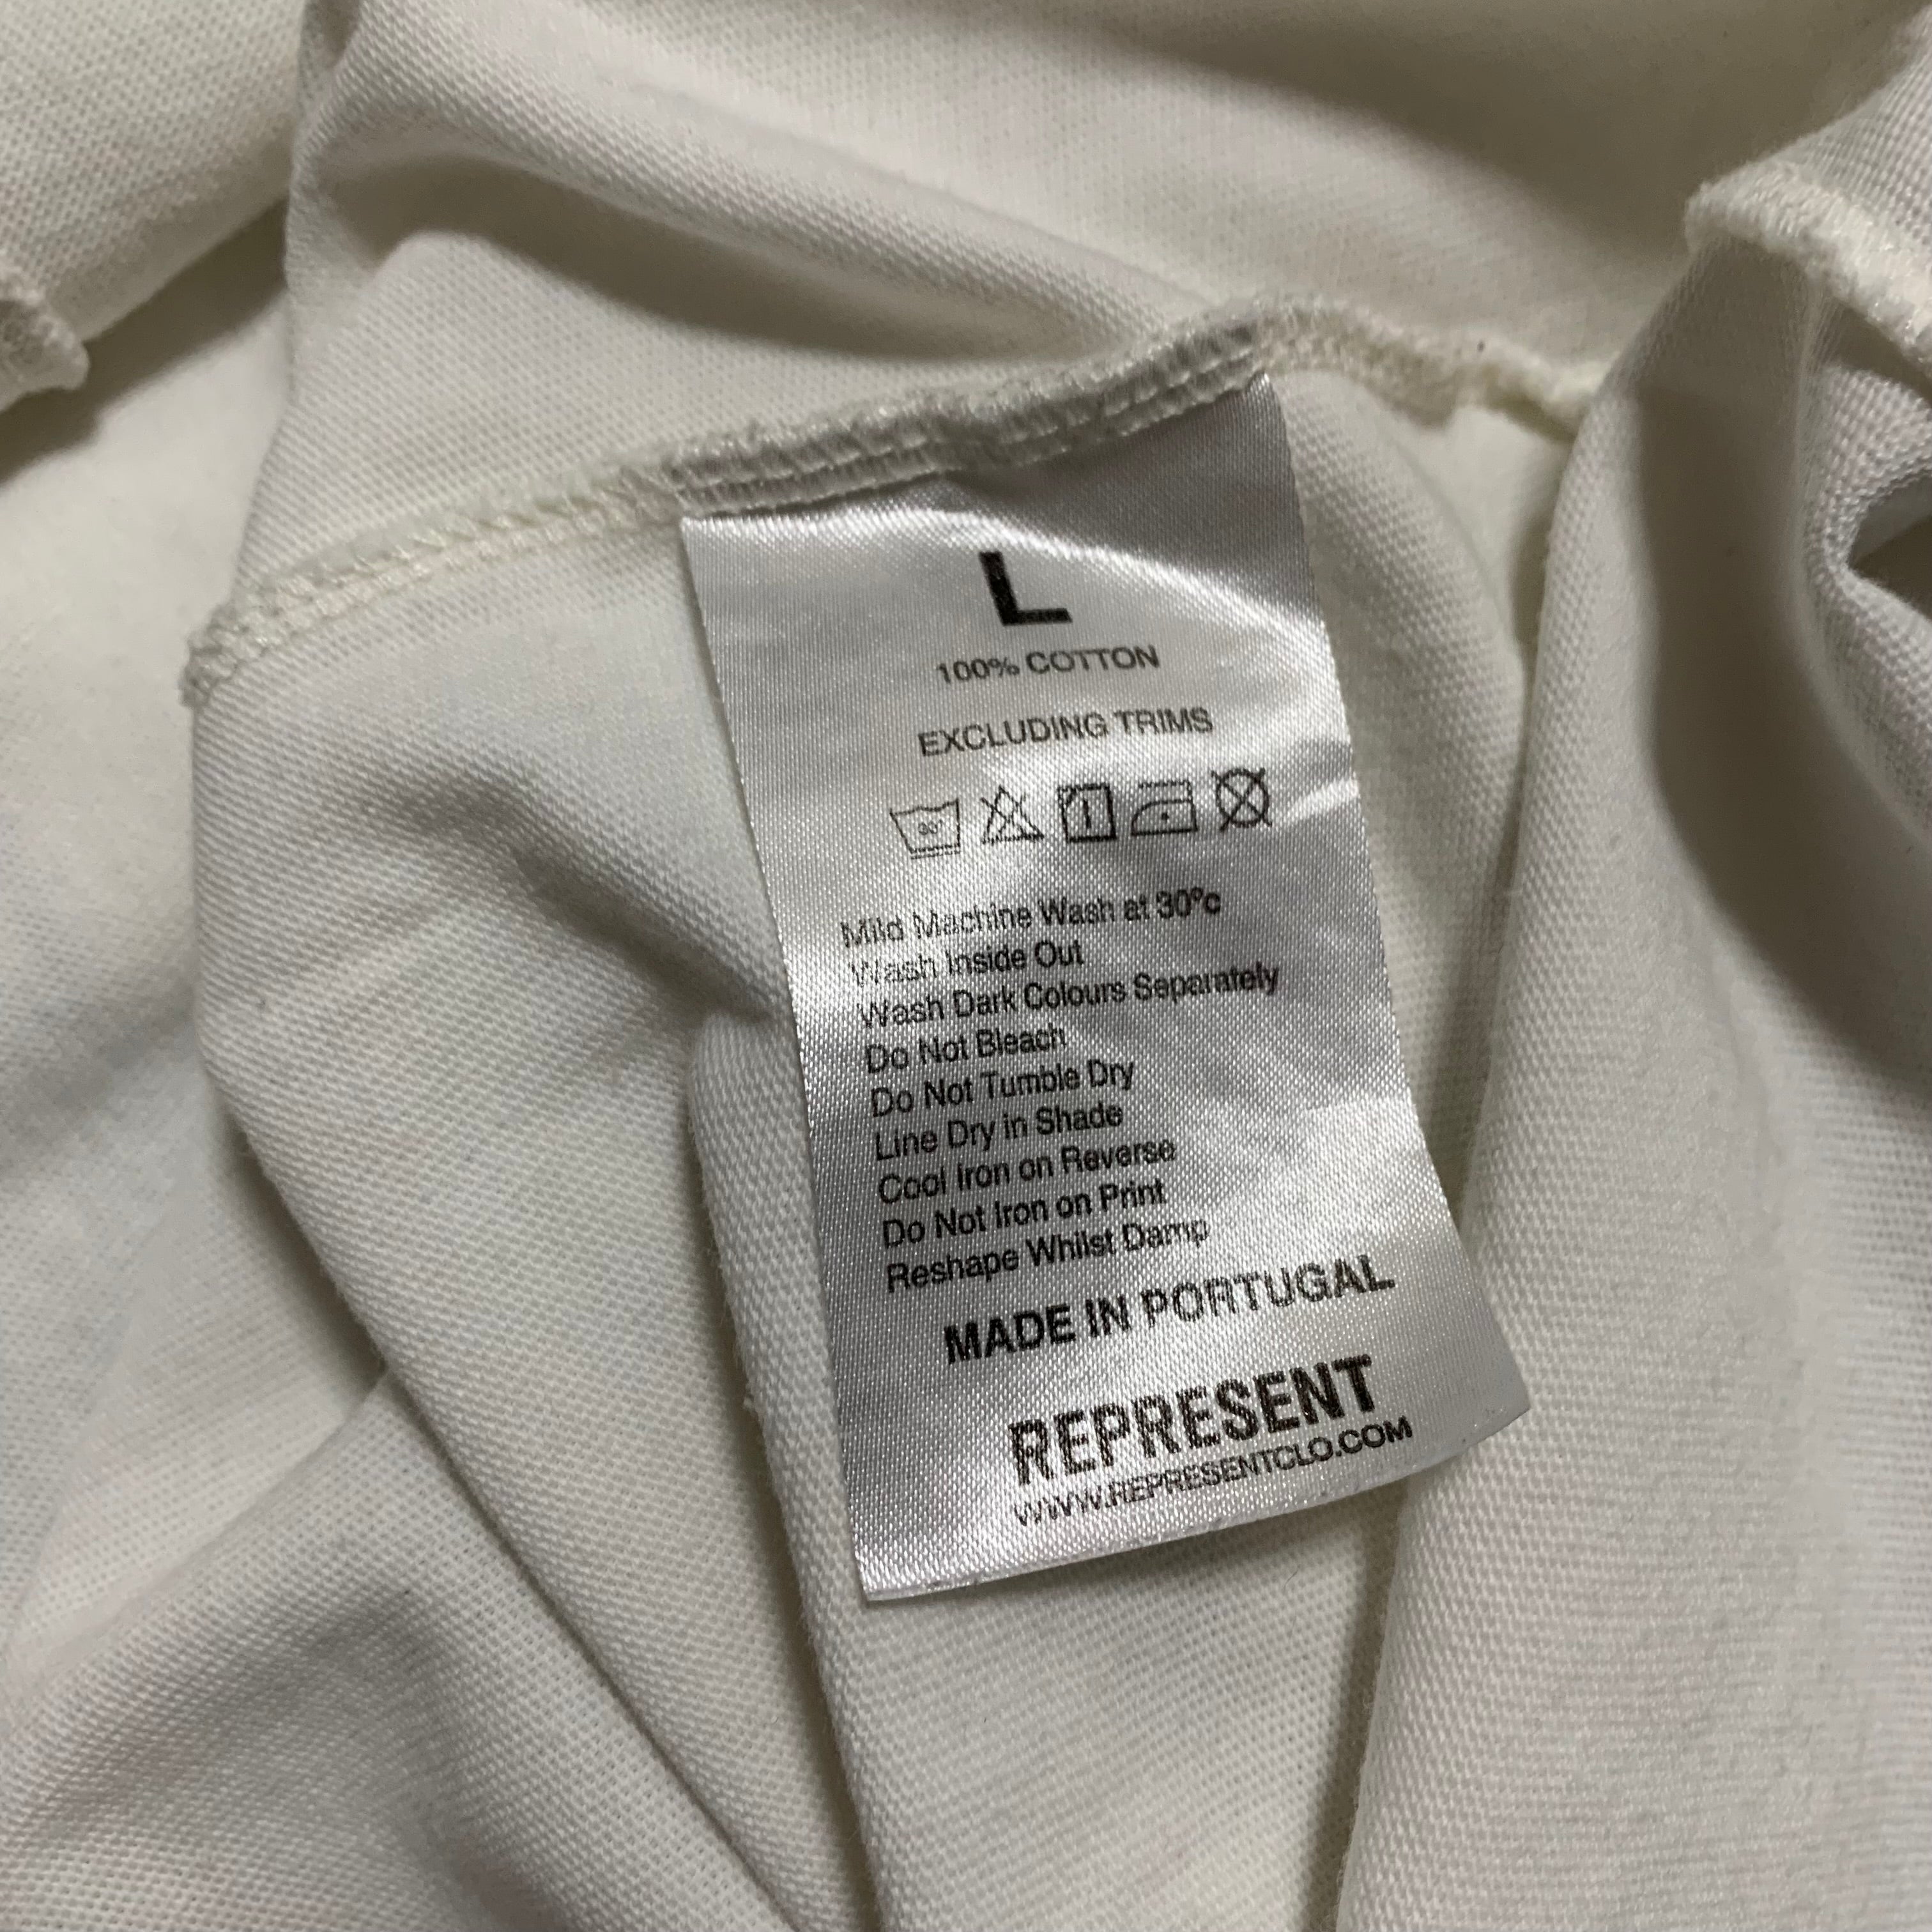 L
100% COTTON
EXCLUDING TRIMS
30°
Mild Machine Wash at 30ºc
Wash Inside Out
Wash Dark Colours Separately
Do Not Bleach
Do Not Tumble Dry
Line Dry in Shade
Cool Iron on Reverse
Do Not Iron on Print
Reshape Whilst Damp
MADE IN PORTUGAL
REPRESENT
WWW.REPRESENTCLO.COM